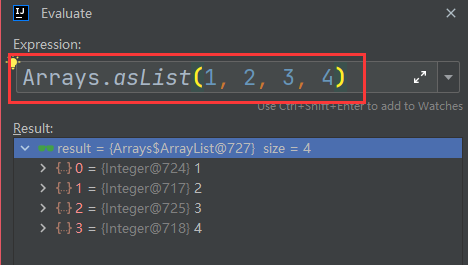 IJ Evaluate
Expression:
Arrays.asList(1, 2, 3, 4)
Use Ctrl+Shift+Enter to add to Watches
Result:
result = {Arrays$ArrayList@727} size = 4
{..} 0 = {Integer@724} 1
{..} 1 = {Integer@717} 2
{..} 2 = {Integer@725} 3
{..} 3 = {Integer@718} 4